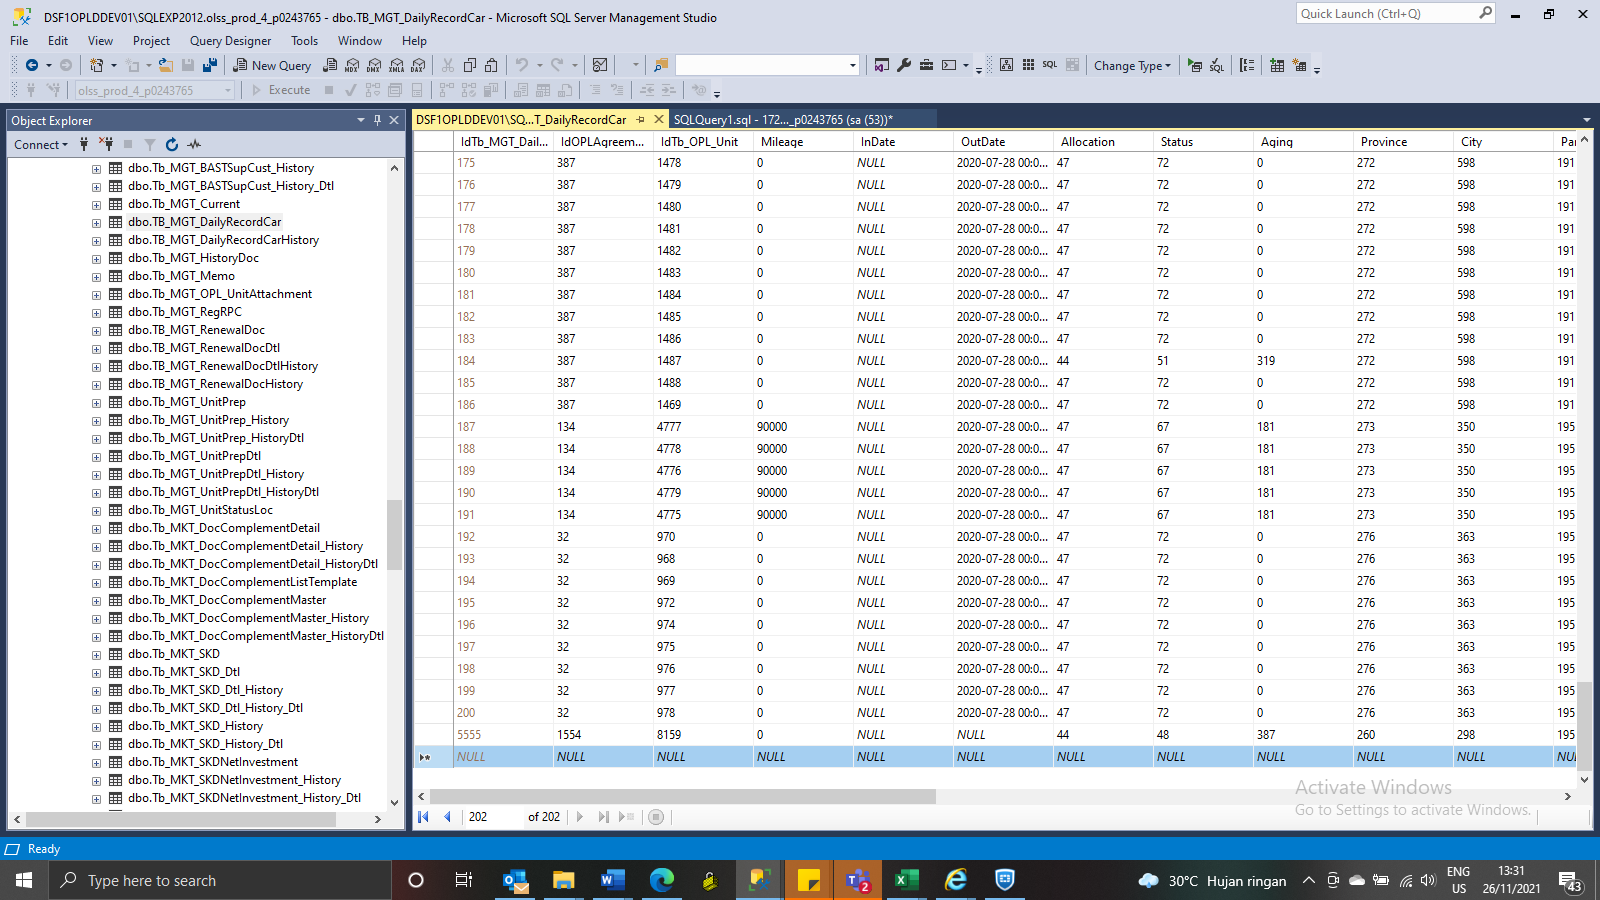 DSF1OPLDDEV01\SQLEXP2012.olss_prod_4_p0243765 - dbo.TB_MGT_DailyRecordCar - Microsoft SQL Server Management Studio
Quick Launch (Ctrl+Q)
File Edit View Project Query Designer Tools Window Help
New Query MDX DMX XMLA DAX SQL Change Type SQL
olss_prod_4_p0243765 Execute
Object Explorer
Connect
dbo.Tb_MGT_BASTSupCust_History
dbo.Tb_MGT_BASTSupCust_History_Dtl
dbo.Tb_MGT_Current
dbo.TB_MGT_DailyRecordCar
dbo.TB_MGT_DailyRecordCarHistory
dbo.Tb_MGT_HistoryDoc
dbo.Tb_MGT_Memo
dbo.Tb_MGT_OPL_UnitAttachment
dbo.Tb_MGT_RegRPC
dbo.TB_MGT_RenewalDoc
dbo.TB_MGT_RenewalDocDtl
dbo.TB_MGT_RenewalDocDtlHistory
dbo.TB_MGT_RenewalDocHistory
dbo.Tb_MGT_UnitPrep
dbo.Tb_MGT_UnitPrep_History
dbo.Tb_MGT_UnitPrep_HistoryDtl
dbo.Tb_MGT_UnitPrepDtl
dbo.Tb_MGT_UnitPrepDtl_History
dbo.Tb_MGT_UnitPrepDtl_HistoryDtl
dbo.Tb_MGT_UnitStatusLoc
dbo.Tb_MKT_DocComplementDetail
dbo.Tb_MKT_DocComplementDetail_History
dbo.Tb_MKT_DocComplementDetail_HistoryDtl
dbo.Tb_MKT_DocComplementListTemplate
dbo.Tb_MKT_DocComplementMaster
dbo.Tb_MKT_DocComplementMaster_History
dbo.Tb_MKT_DocComplementMaster_HistoryDtl
dbo.Tb_MKT_SKD
dbo.Tb_MKT_SKD_Dtl
dbo.Tb_MKT_SKD_Dtl_History
dbo.Tb_MKT_SKD_Dtl_History_Dtl
dbo.Tb_MKT_SKD_History
dbo.Tb_MKT_SKD_History_Dtl
dbo.Tb_MKT_SKDNetInvestment
dbo.Tb_MKT_SKDNetInvestment_History
dbo.Tb_MKT_SKDNetInvestment_History_Dtl
DSF1OPLDDEV01\SQ...T_DailyRecordCar SQLQuery1.sql - 172..._p0243765 (sa (53))*
IdTb_MGT_Dail... IdOPLAgreem... IdTb_OPL_Unit Mileage InDate OutDate Allocation Status Aging Province City Pa
175 387 1478 0 NULL 2020-07-28 00:0... 47 72 0 272 598 191
176 387 1479 0 NULL 2020-07-28 00:0... 47 72 0 272 598 191
177 387 1480 0 NULL 2020-07-28 00:0... 47 72 0 272 598 191
178 387 1481 0 NULL 2020-07-28 00:0... 47 72 0 272 598 191
179 387 1482 0 NULL 2020-07-28 00:0... 47 72 0 272 598 191
180 387 1483 0 NULL 2020-07-28 00:0... 47 72 0 272 598 191
181 387 1484 0 NULL 2020-07-28 00:0... 47 72 0 272 598 191
182 387 1485 0 NULL 2020-07-28 00:0... 47 72 0 272 598 191
183 387 1486 0 NULL 2020-07-28 00:0... 47 72 0 272 598 191
184 387 1487 0 NULL 2020-07-28 00:0... 44 51 319 272 598 191
185 387 1488 0 NULL 2020-07-28 00:0... 47 72 0 272 598 191
186 387 1469 0 NULL 2020-07-28 00:0... 47 72 0 272 598 191
187 134 4777 90000 NULL 2020-07-28 00:0... 47 67 181 273 350 195
188 134 4778 90000 NULL 2020-07-28 00:0... 47 67 181 273 350 195
189 134 4776 90000 NULL 2020-07-28 00:0... 47 67 181 273 350 195
190 134 4779 90000 NULL 2020-07-28 00:0... 47 67 181 273 350 195
191 134 4775 90000 NULL 2020-07-28 00:0... 47 67 181 273 350 195
192 32 970 0 NULL 2020-07-28 00:0... 47 72 0 276 363 195
193 32 968 0 NULL 2020-07-28 00:0... 47 72 0 276 363 195
194 32 969 0 NULL 2020-07-28 00:0... 47 72 0 276 363 195
195 32 972 0 NULL 2020-07-28 00:0... 47 72 0 276 363 195
196 32 974 0 NULL 2020-07-28 00:0... 47 72 0 276 363 195
197 32 975 0 NULL 2020-07-28 00:0... 47 72 0 276 363 195
198 32 976 0 NULL 2020-07-28 00:0... 47 72 0 276 363 195
199 32 977 0 NULL 2020-07-28 00:0... 47 72 0 276 363 195
200 32 978 0 NULL 2020-07-28 00:0... 47 72 0 276 363 195
5555 1554 8159 0 NULL NULL 44 48 387 260 298 195
NULL NULL NULL NULL NULL NULL NULL NULL NULL NULL NULL NU
202 of 202
Activate Windows
Go to Settings to activate Windows.
Ready
Type here to search
2
30°C Hujan ringan
ENG
US
13:31
26/11/2021
43